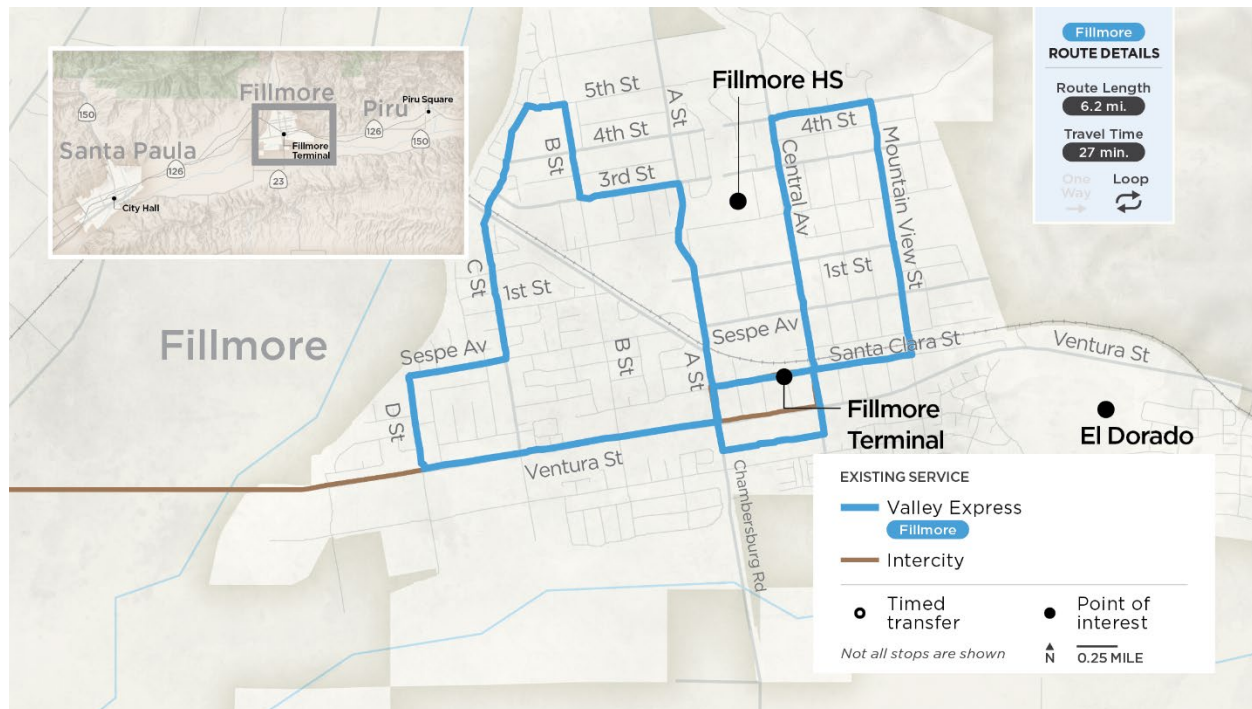 Fillmore
Piru
Piru Square
150
126
126
150
Fillmore
Terminal
Santa Paula
126
23
City Hall
Fillmore
ROUTE DETAILS
Route Length
6.2 mi.
Travel Time
27 min.
One
Way
Loop
5th St
A St
Fillmore HS
4th St
4th St
B St
3rd St
Central Av
Mountain View St
C St
1st St
1st St
Fillmore
Sespe Av
Sespe Av
Santa Clara St
Ventura St
B St
A St
D St
Fillmore
Terminal
El Dorado
Ventura St
Chambersburg Rd
EXISTING SERVICE
Valley Express
Fillmore
Intercity
Timed
transfer
Point of
interest
Not all stops are shown
N
0.25 MILE